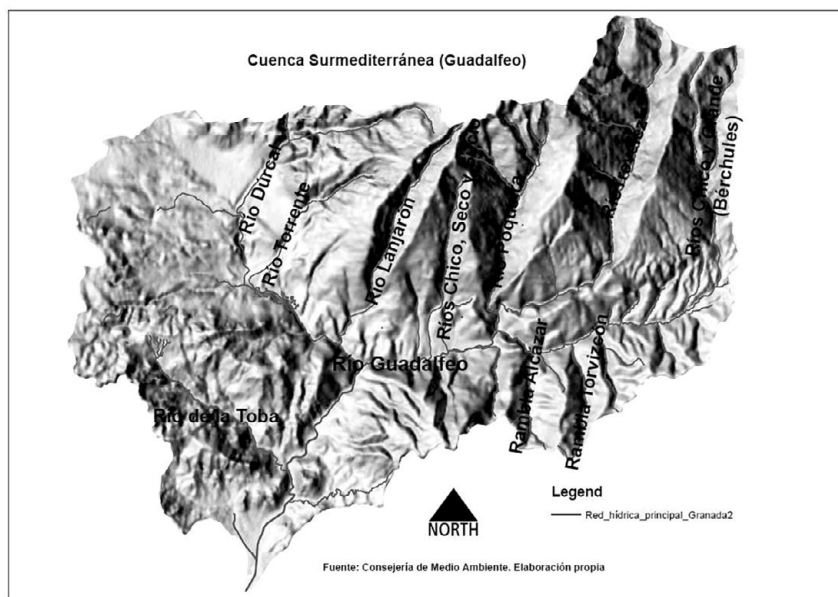 Cuenca Surmediterránea (Guadalfeo)
Río Dúrcal
Río Torrente
Río Lanjarón
Ríos Chico, Seco y
Río Poqueira
Ríos Chico y Grande
(Bérchules)
Río Guadalfeo
Río de la Toba
Rambla Alcázar
Rambla Torvizcón
NORTH
Legend
Red_hídrica_principal_Granada2
Fuente: Consejería de Medio Ambiente. Elaboración propia